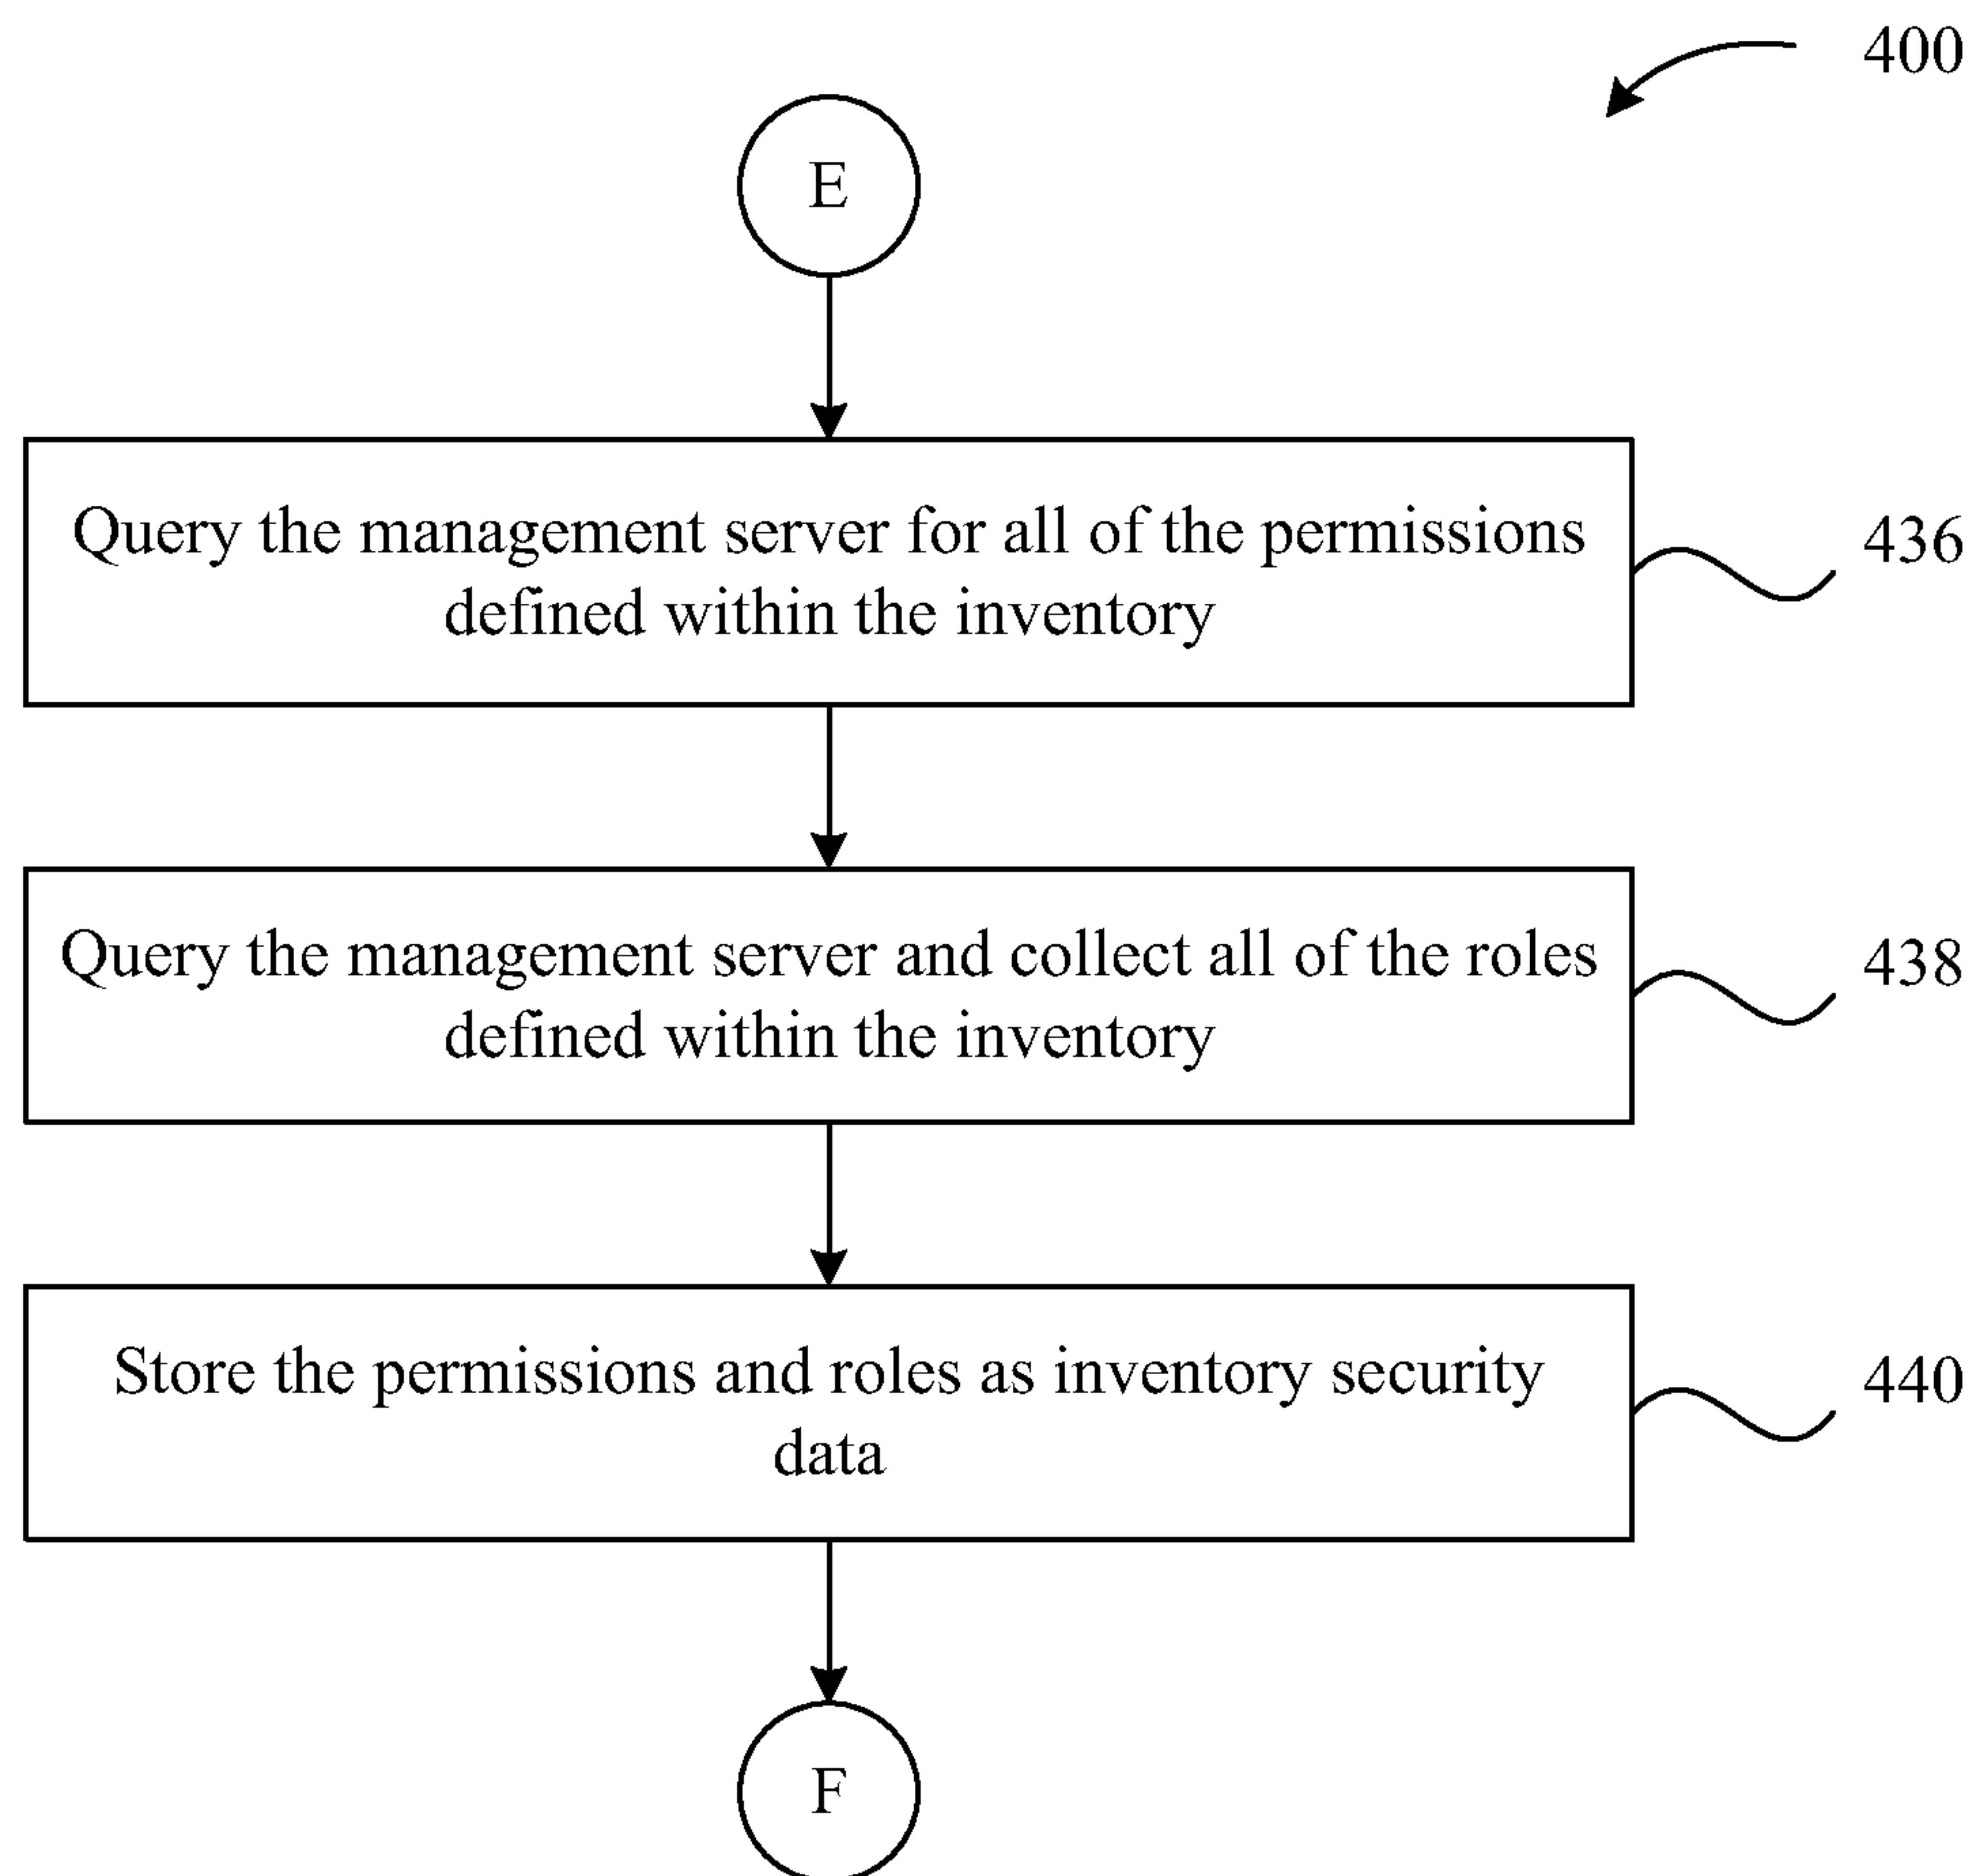 400
E
Query the management server for all of the permissions
defined within the inventory
436
Query the management server and collect all of the roles
defined within the inventory
438
Store the permissions and roles as inventory security
data
440
F